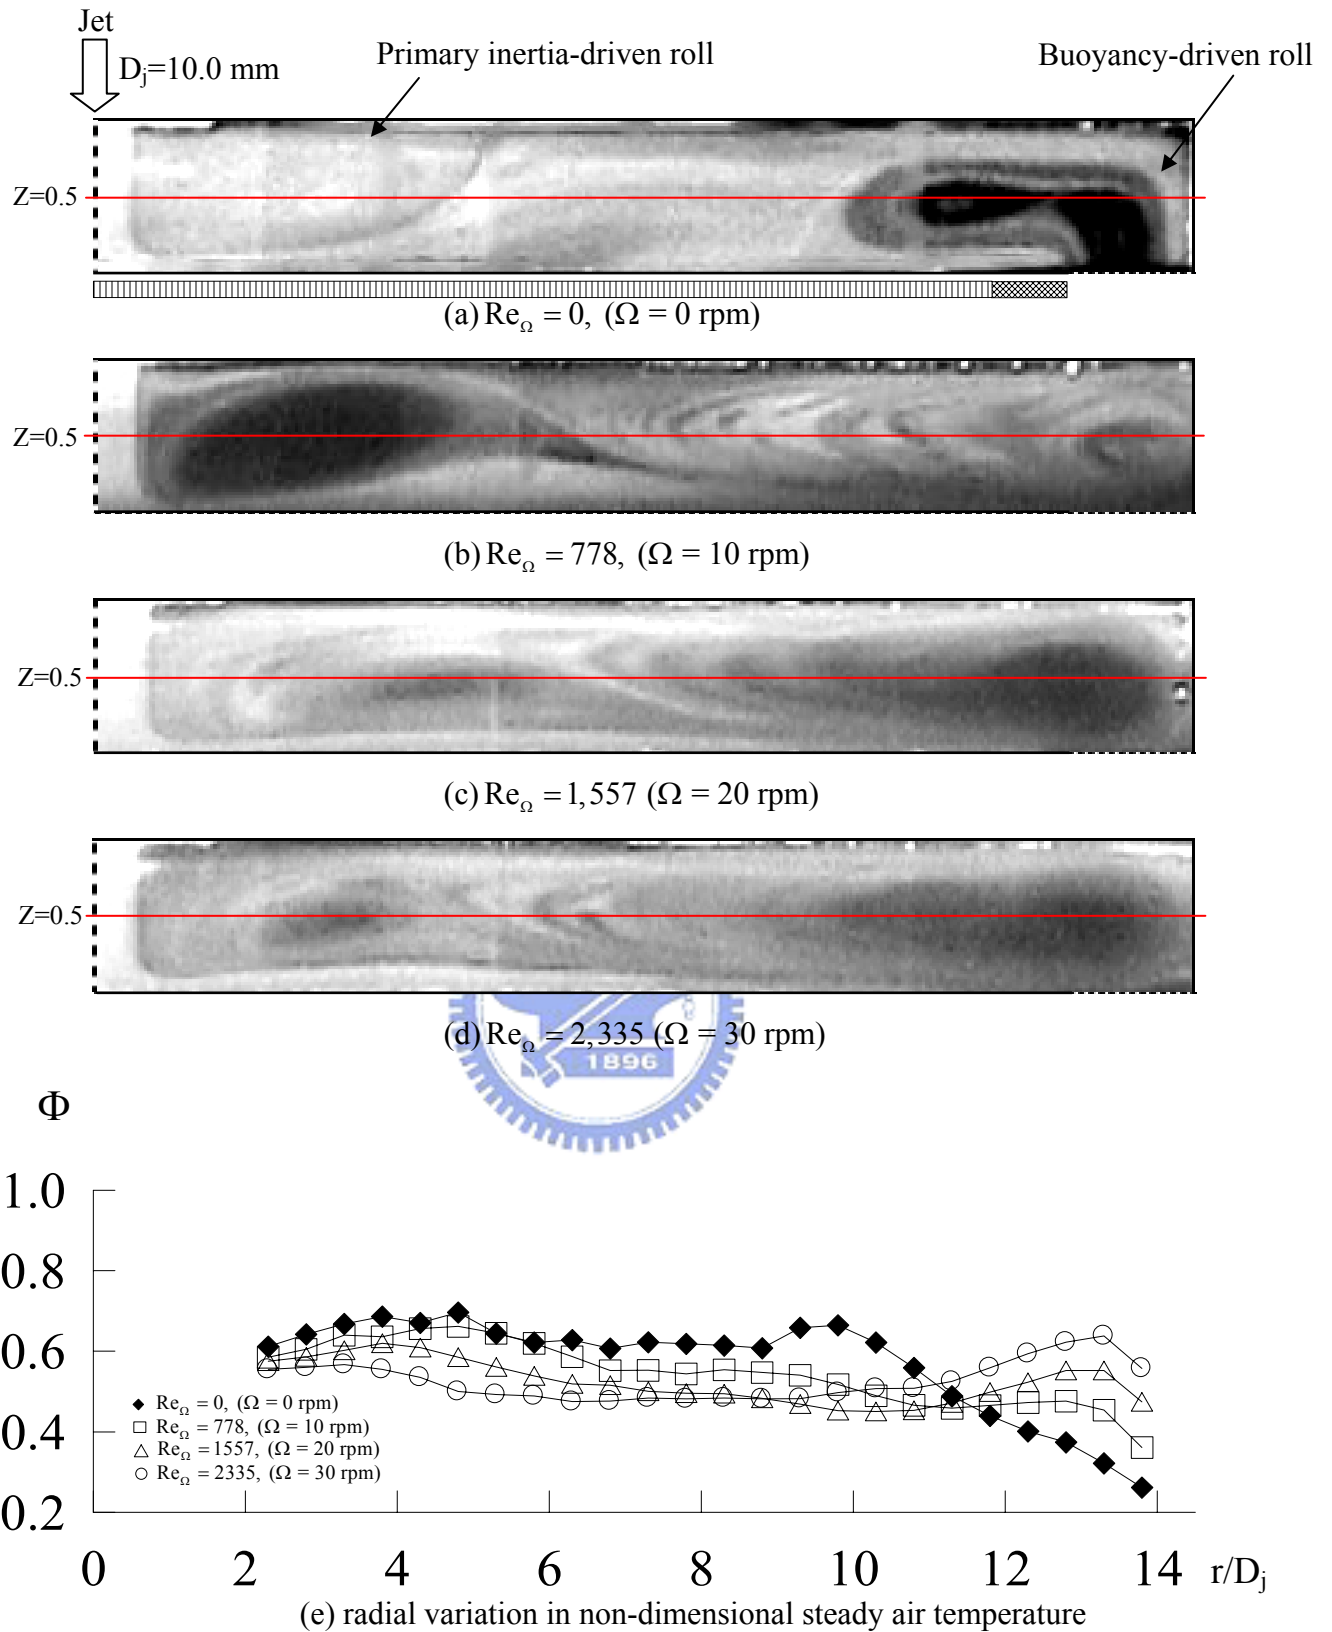 Jet
Dj=10.0 mm
Primary inertia-driven roll
Buoyancy-driven roll
Z=0.5
(a) ReΩ = 0, (Ω = 0 rpm)
Z=0.5
(b) ReΩ = 778, (Ω = 10 rpm)
Z=0.5
(c) ReΩ = 1,557 (Ω = 20 rpm)
Z=0.5
(d) ReΩ = 2,335 (Ω = 30 rpm)
1896
Φ
1.0
0.8
0.6
0.4
0.2
ReΩ = 0, (Ω = 0 rpm)
ReΩ = 778, (Ω = 10 rpm)
ReΩ = 1557, (Ω = 20 rpm)
ReΩ = 2335, (Ω = 30 rpm)
0 2 4 6 8 10 12 14 r/Dj
(e) radial variation in non-dimensional steady air temperature